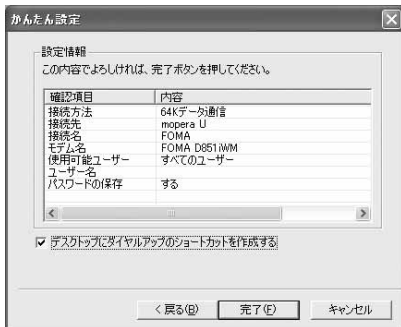 かんたん設定
設定情報
この内容でよろしければ、完了ボタンを押してください。
確認項目 内容
接続方法 64Kデータ通信
接続先 mopera U
接続名 FOMA
モデム名 FOMA D851iWM
使用可能ユーザー すべてのユーザー
ユーザー名
パスワードの保存 する
デスクトップにダイヤルアップのショートカットを作成する
< 戻る(B) 完了(F) キャンセル